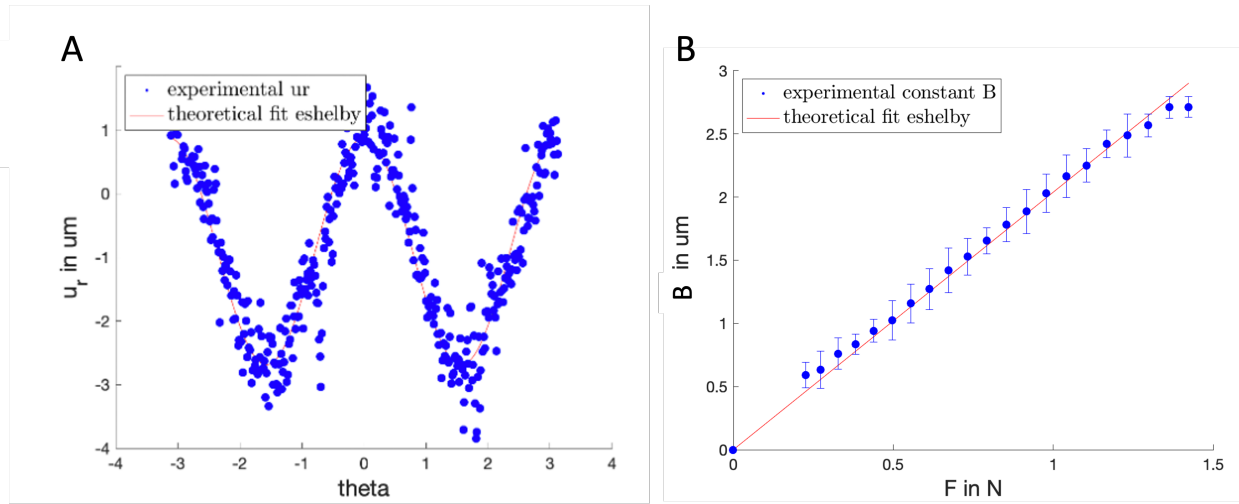 A
experimental ur
theoretical fit eshelby
1
0
-1
-2
-3
-4
u_r in um
-4
-3
-2
-1
0
1
2
3
4
theta
B
experimental constant B
theoretical fit eshelby
3
2.5
2
1.5
1
0.5
0
B in um
0
0.5
1
1.5
F in N